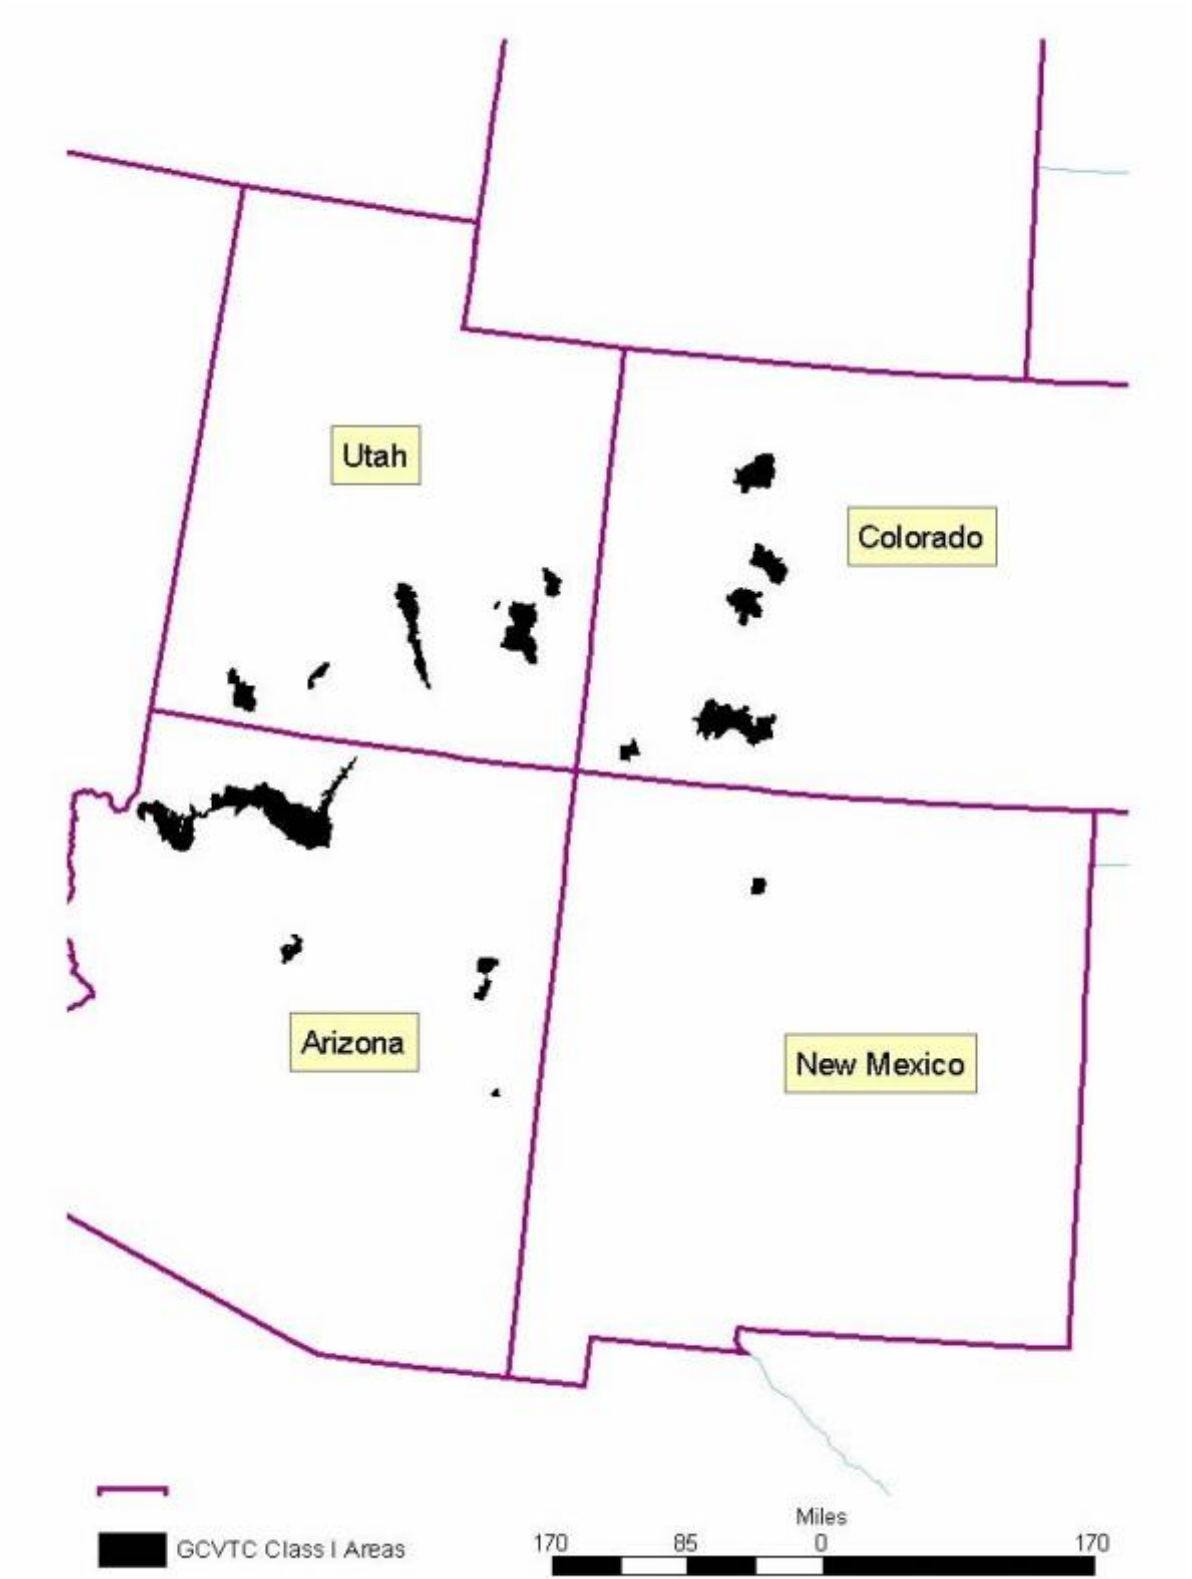 Utah
Colorado
Arizona
New Mexico
Miles
170 85 0 170
GCVTC Class I Areas